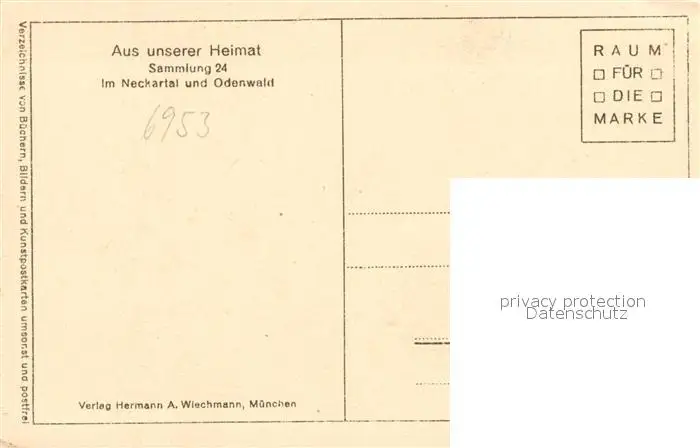 Aus unserer Heimat
Sammlung 24
Im Neckartal und Odenwald
6953
RAUM
FÜR
DIE
MARKE
Verzeichnisse von Büchern, Bildern und Kunstpostkarten umsonst und postfrei
privacy protection
Datenschutz
Verlag Hermann A. Wiechmann, München